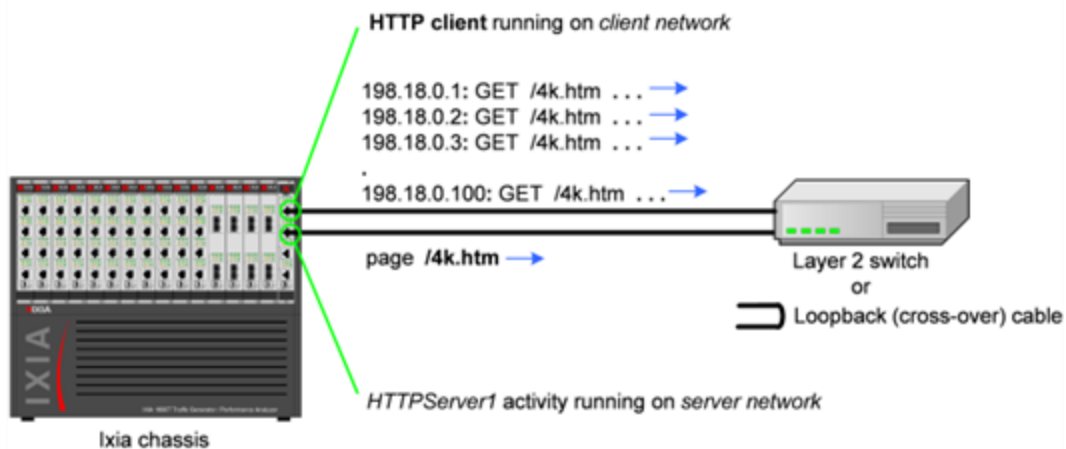 HTTP client running on client network
198.18.0.1: GET /4k.htm . . .
198.18.0.2: GET /4k.htm . . .
198.18.0.3: GET /4k.htm . . .
.
198.18.0.100: GET /4k.htm . . .
page /4k.htm
Layer 2 switch
or
Loopback (cross-over) cable
IXIA
HTTPServer1 activity running on server network
Ixia chassis